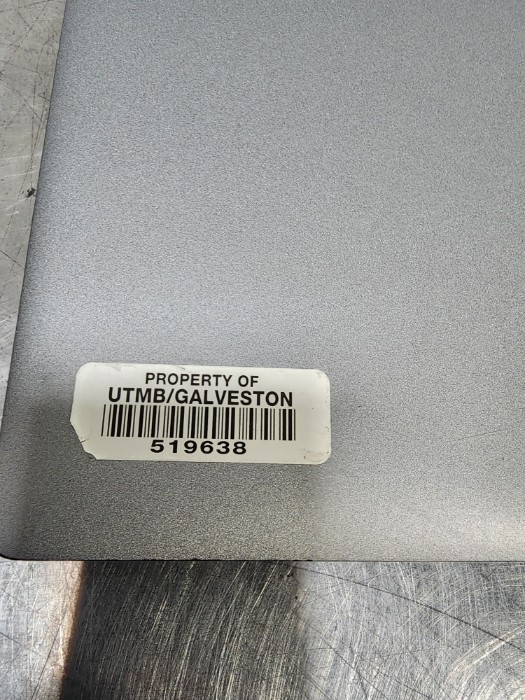 PROPERTY OF
UTMB/GALVESTON
519638